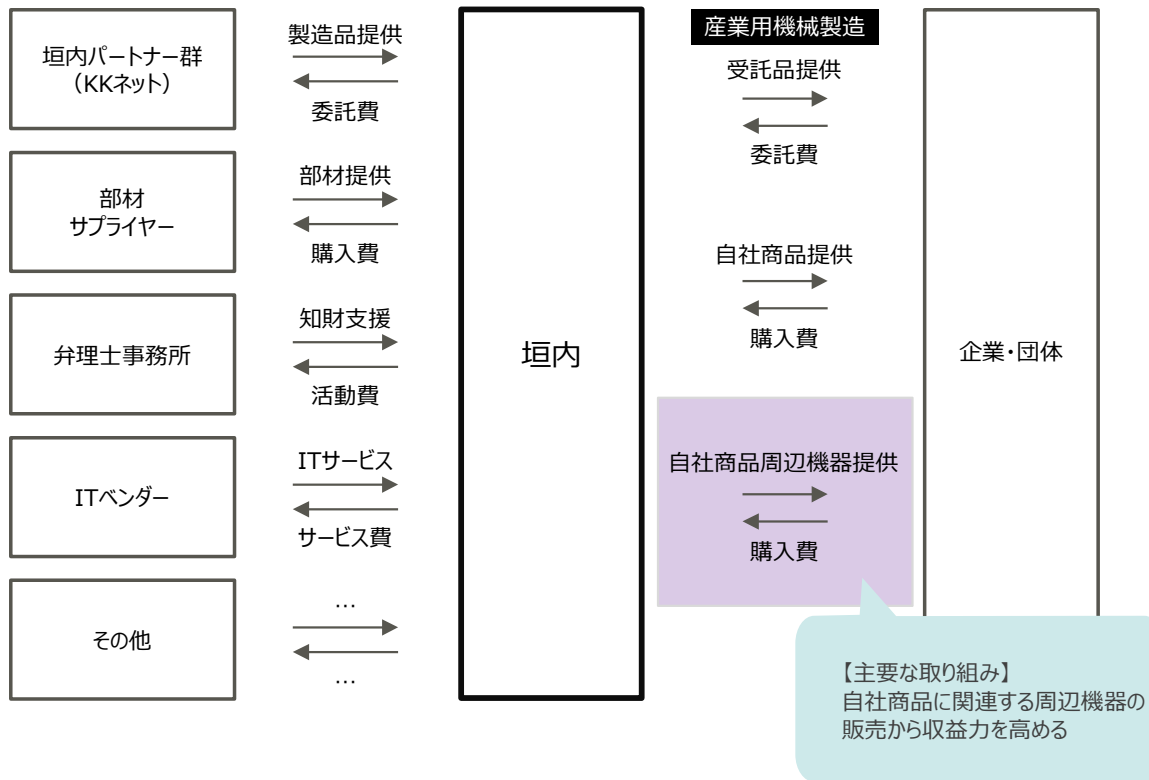 垣内パートナー群
（KKネット）
製造品提供
委託費
部材
サプライヤー
部材提供
購入費
弁理士事務所
知財支援
活動費
ITベンダー
ITサービス
サービス費
その他
…
…
垣内
産業用機械製造
受託品提供
委託費
自社商品提供
購入費
自社商品周辺機器提供
購入費
企業・団体
【主要な取り組み】
自社商品に関連する周辺機器の
販売から収益力を高める